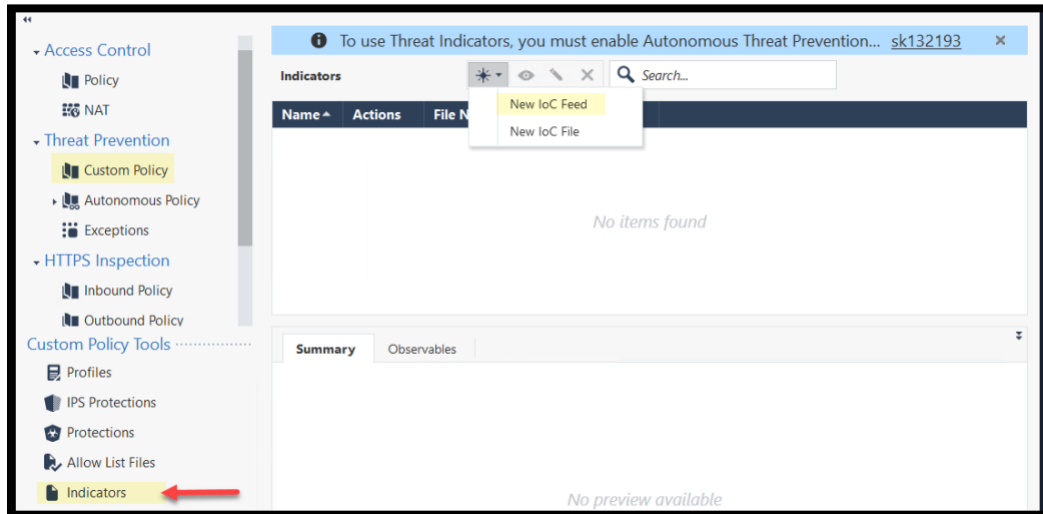 Access Control
Policy
NAT
Threat Prevention
Custom Policy
Autonomous Policy
Exceptions
HTTPS Inspection
Inbound Policy
Outbound Policy
Custom Policy Tools
Profiles
IPS Protections
Protections
Allow List Files
Indicators
To use Threat Indicators, you must enable Autonomous Threat Prevention... sk132193
Indicators Search...
New IoC Feed
New IoC File
Name Actions File N
No items found
Summary Observables
No preview available